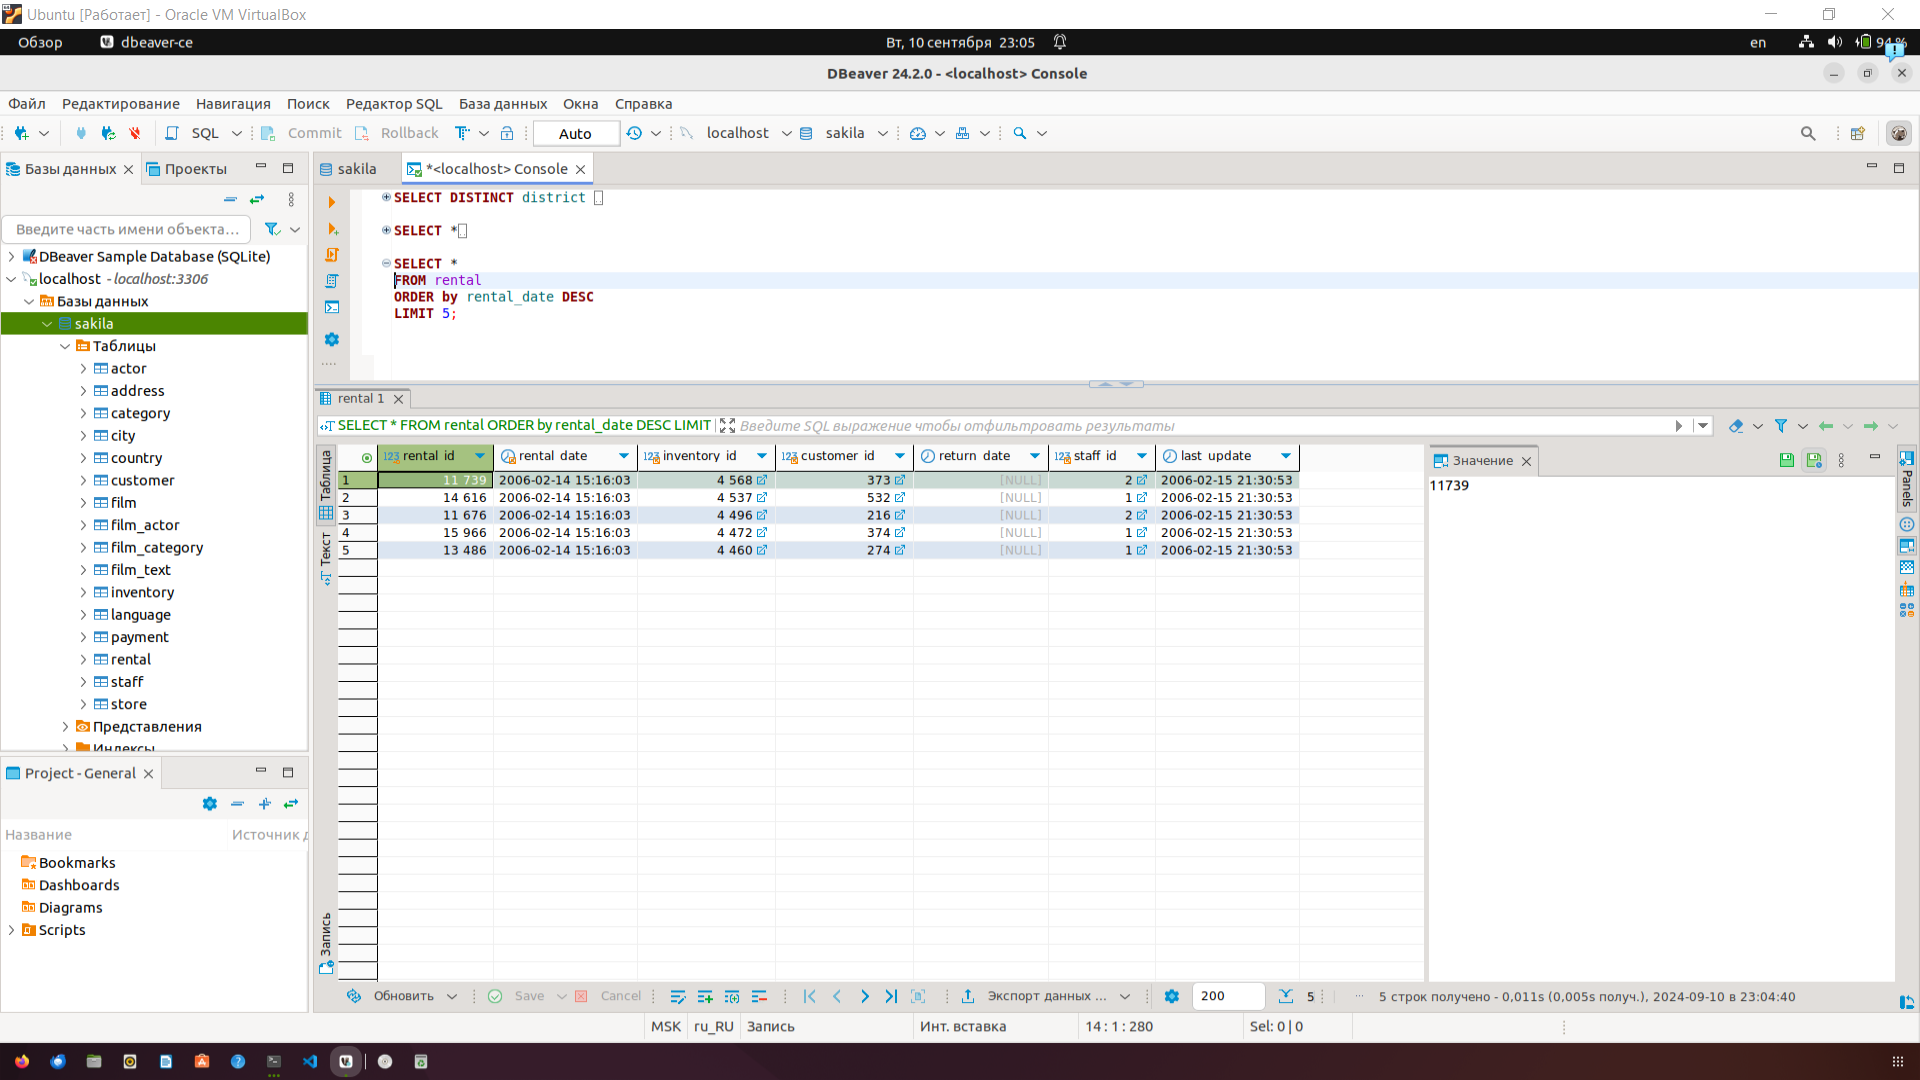 Ubuntu [Работает] - Oracle VM VirtualBox
Обзор dbeaver-ce Вт, 10 сентября 23:05 en 94 %
DBeaver 24.2.0 - <localhost> Console
Файл Редактирование Навигация Поиск Редактор SQL База данных Окна Справка
SQL Commit Rollback Auto localhost sakila
Базы данных Проекты
Введите часть имени объекта...
DBeaver Sample Database (SQLite)
localhost - localhost:3306
Базы данных
sakila
Таблицы
actor
address
category
city
country
customer
film
film_actor
film_category
film_text
inventory
language
payment
rental
staff
store
Представления
Индексы
Project - General
Название Источник д
Bookmarks
Dashboards
Diagrams
Scripts
sakila *<localhost> Console
SELECT DISTINCT district
SELECT *
SELECT *
FROM rental
ORDER by rental_date DESC
LIMIT 5;
rental 1
SELECT * FROM rental ORDER by rental_date DESC LIMIT Введите SQL выражение чтобы отфильтровать результаты
Таблица
Текст
Запись
123 rental_id rental_date 123 inventory_id 123 customer_id return_date 123 staff_id last_update
1 11 739 2006-02-14 15:16:03 4 568 373 [NULL] 2 2006-02-15 21:30:53
2 14 616 2006-02-14 15:16:03 4 537 532 [NULL] 1 2006-02-15 21:30:53
3 11 676 2006-02-14 15:16:03 4 496 216 [NULL] 2 2006-02-15 21:30:53
4 15 966 2006-02-14 15:16:03 4 472 374 [NULL] 1 2006-02-15 21:30:53
5 13 486 2006-02-14 15:16:03 4 460 274 [NULL] 1 2006-02-15 21:30:53
Значение
11739
Panels
Обновить Save Cancel Экспорт данных ... 200 5 5 строк получено - 0,011s (0,005s получ.), 2024-09-10 в 23:04:40
MSK ru_RU Запись Инт. вставка 14 : 1 : 280 Sel: 0 | 0